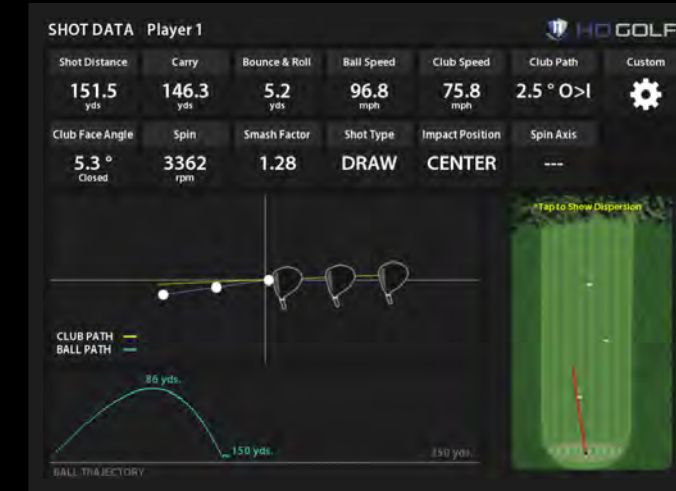 SHOT DATA Player 1
HD GOLF
Shot Distance Carry Bounce & Roll Ball Speed Club Speed Club Path Custom
151.5 146.3 5.2 96.8 75.8 2.5 ° O>I
yds yds yds mph mph
Club Face Angle Spin Smash Factor Shot Type Impact Position Spin Axis
5.3 ° 3362 1.28 DRAW CENTER ---
Closed rpm
*Tap to Show Dispersion
CLUB PATH
BALL PATH
86 yds.
150 yds. 350 yds.
BALL TRAJECTORY